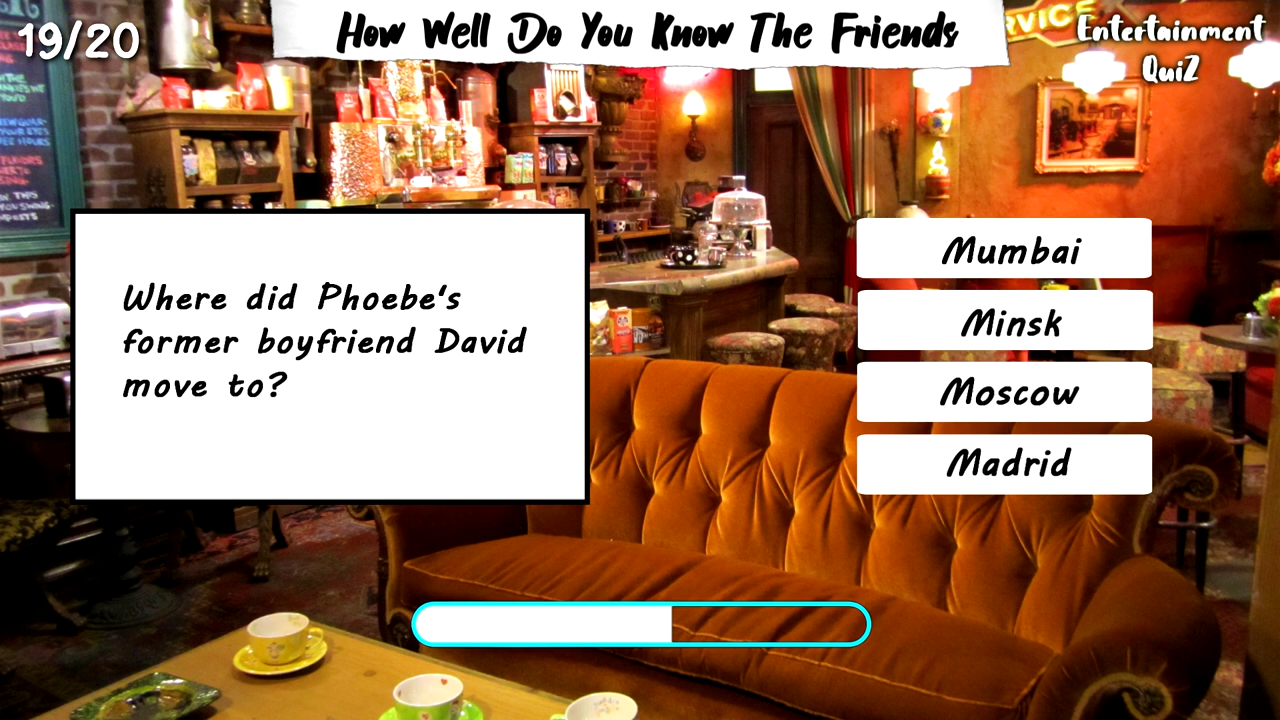 19/20
How Well Do You Know The Friends
Entertainment
QuiZ
Where did Phoebe's
former boyfriend David
move to?
Mumbai
Minsk
Moscow
Madrid